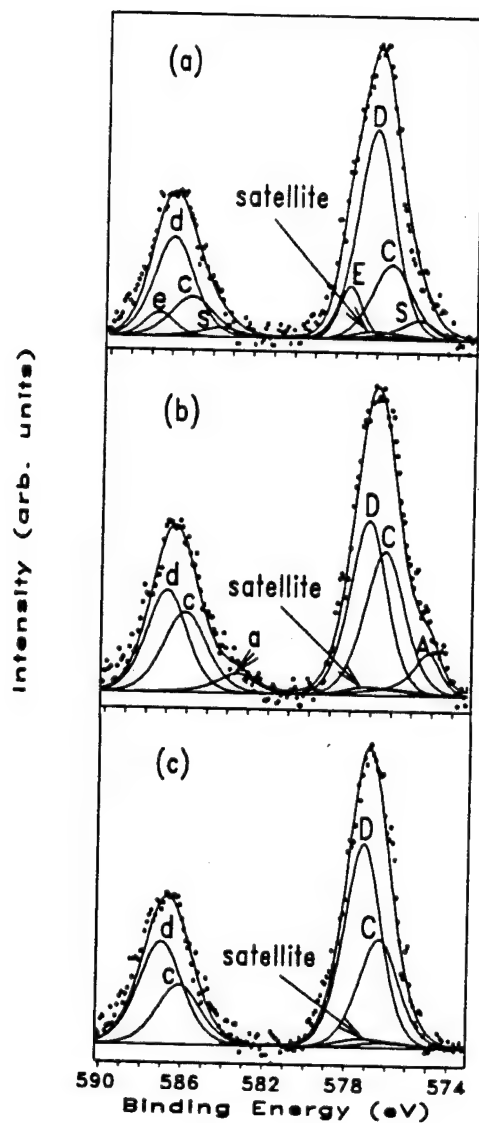 (a)
D
satellite
d
E
C
e
c
S
S
(b)
D
C
d
satellite
c
a
A
(c)
D
d
C
satellite
c
590 586 582 578 574
Binding Energy (eV)
Intensity (arb. units)